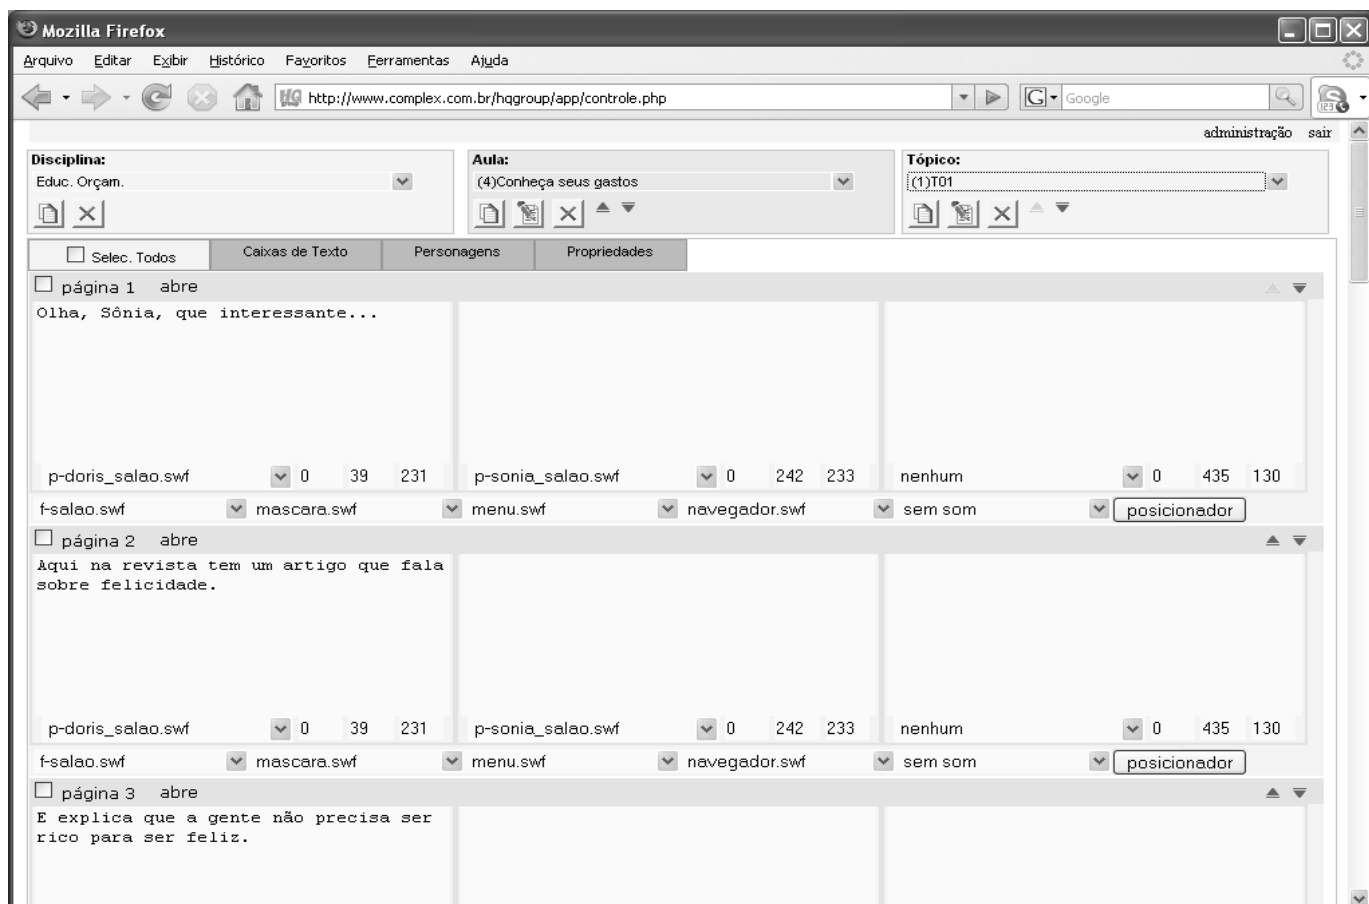 Mozilla Firefox
Arquivo Editar Exibir Histórico Favoritos Ferramentas Ajuda
HQ http://www.complex.com.br/hqgroup/app/controle.php G Google S 123
administração sair
Disciplina: Aula: Tópico:
Educ. Orçam. (4)Conheça seus gastos (1)T01
Selec. Todos Caixas de Texto Personagens Propriedades
página 1 abre
Olha, Sônia, que interessante...
p-doris_salao.swf 0 39 231 p-sonia_salao.swf 0 242 233 nenhum 0 435 130
f-salao.swf mascara.swf menu.swf navegador.swf sem som posicionador
página 2 abre
Aqui na revista tem um artigo que fala
sobre felicidade.
p-doris_salao.swf 0 39 231 p-sonia_salao.swf 0 242 233 nenhum 0 435 130
f-salao.swf mascara.swf menu.swf navegador.swf sem som posicionador
página 3 abre
E explica que a gente não precisa ser
rico para ser feliz.